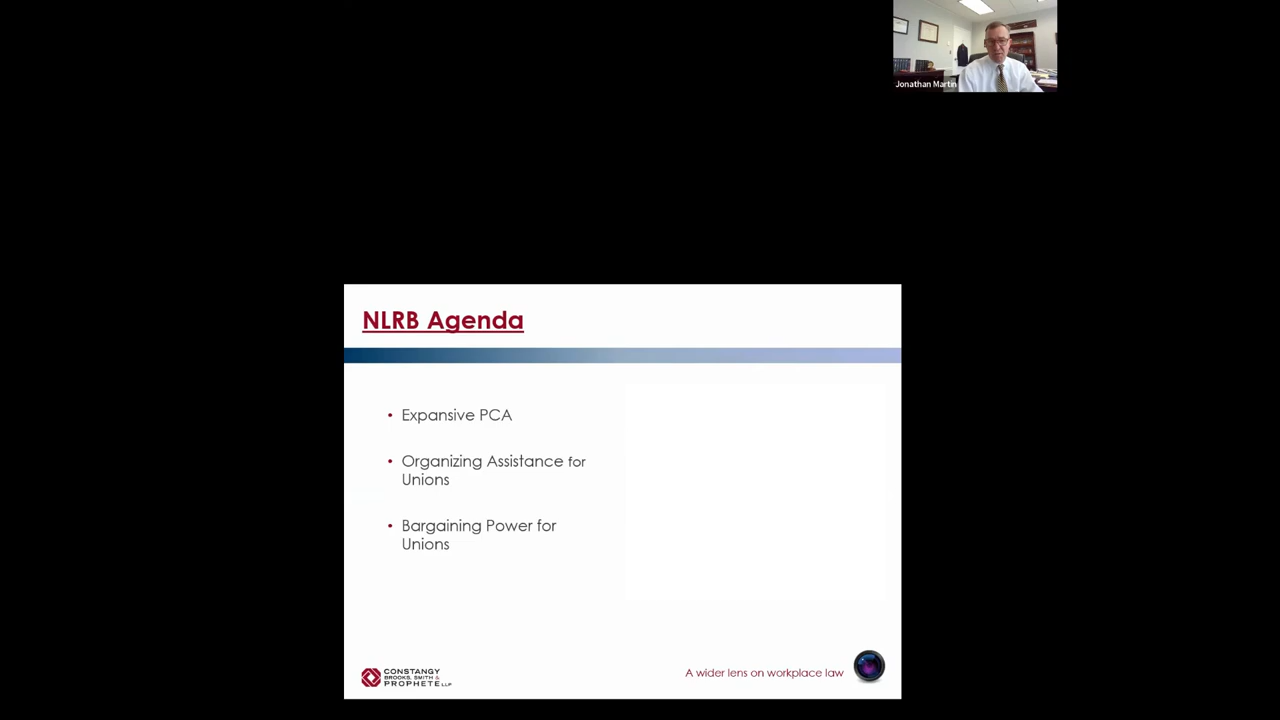 Jonathan Martin
NLRB Agenda
• Expansive PCA
• Organizing Assistance for
Unions
• Bargaining Power for
Unions
CONSTANGY
BROOKS, SMITH &
PROPHETE LLP
A wider lens on workplace law